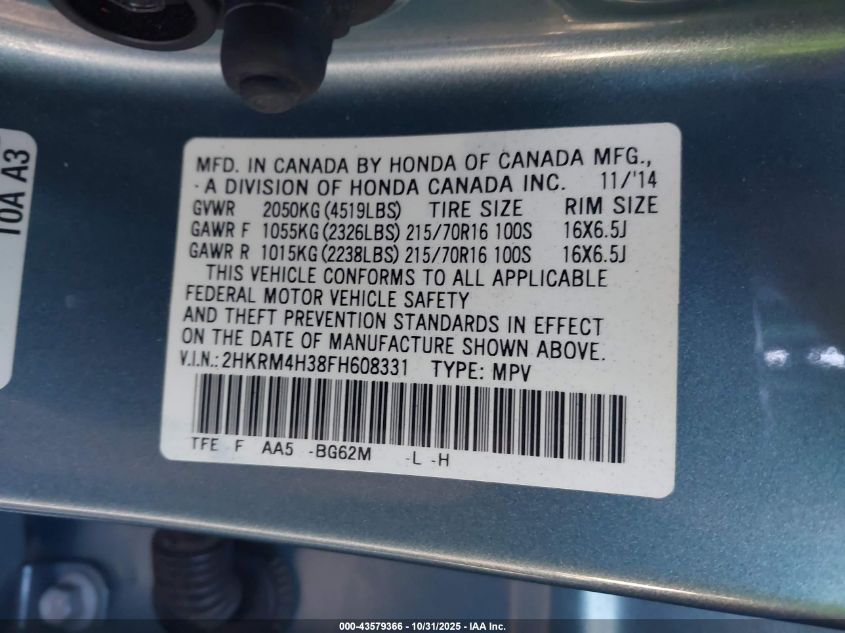 10A A3
MFD. IN CANADA BY HONDA OF CANADA MFG.,
A DIVISION OF HONDA CANADA INC. 11/'14
GVWR 2050KG (4519LBS) TIRE SIZE RIM SIZE
GAWR F 1055KG (2326LBS) 215/70R16 100S 16X6.5J
GAWR R 1015KG (2238LBS) 215/70R16 100S 16X6.5J
THIS VEHICLE CONFORMS TO ALL APPLICABLE
FEDERAL MOTOR VEHICLE SAFETY
AND THEFT PREVENTION STANDARDS IN EFFECT
ON THE DATE OF MANUFACTURE SHOWN ABOVE.
V.I.N.: 2HKRM4H38FH608331 TYPE: MPV
TFE F AA5 -BG62M -L -H
000-43579366 - 10/31/2025 - IAA Inc.